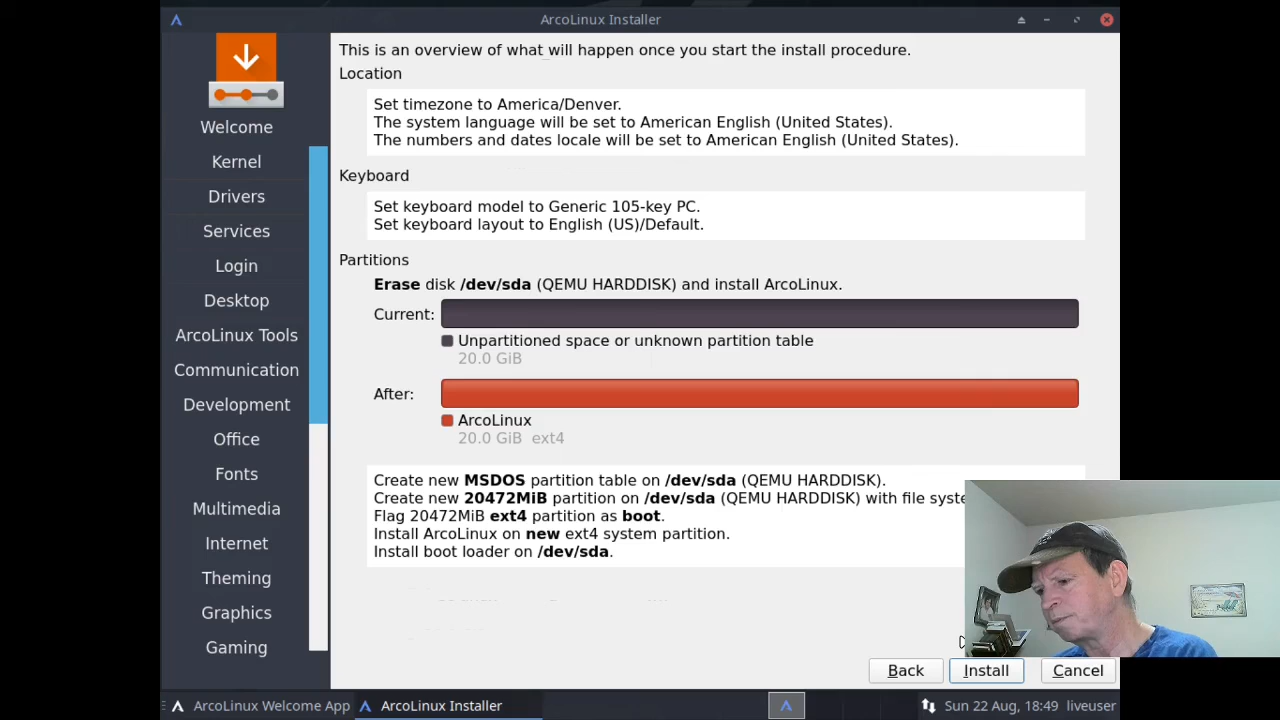 ArcoLinux Installer
This is an overview of what will happen once you start the install procedure.
Location
Set timezone to America/Denver.
The system language will be set to American English (United States).
The numbers and dates locale will be set to American English (United States).
Keyboard
Set keyboard model to Generic 105-key PC.
Set keyboard layout to English (US)/Default.
Partitions
Erase disk /dev/sda (QEMU HARDDISK) and install ArcoLinux.
Current:
Unpartitioned space or unknown partition table
20.0 GiB
After:
ArcoLinux
20.0 GiB ext4
Create new MSDOS partition table on /dev/sda (QEMU HARDDISK).
Create new 20472MiB partition on /dev/sda (QEMU HARDDISK) with file syste
Flag 20472MiB ext4 partition as boot.
Install ArcoLinux on new ext4 system partition.
Install boot loader on /dev/sda.
Welcome
Kernel
Drivers
Services
Login
Desktop
ArcoLinux Tools
Communication
Development
Office
Fonts
Multimedia
Internet
Theming
Graphics
Gaming
Back
Install
Cancel
ArcoLinux Welcome App
ArcoLinux Installer
Sun 22 Aug, 18:49 liveuser